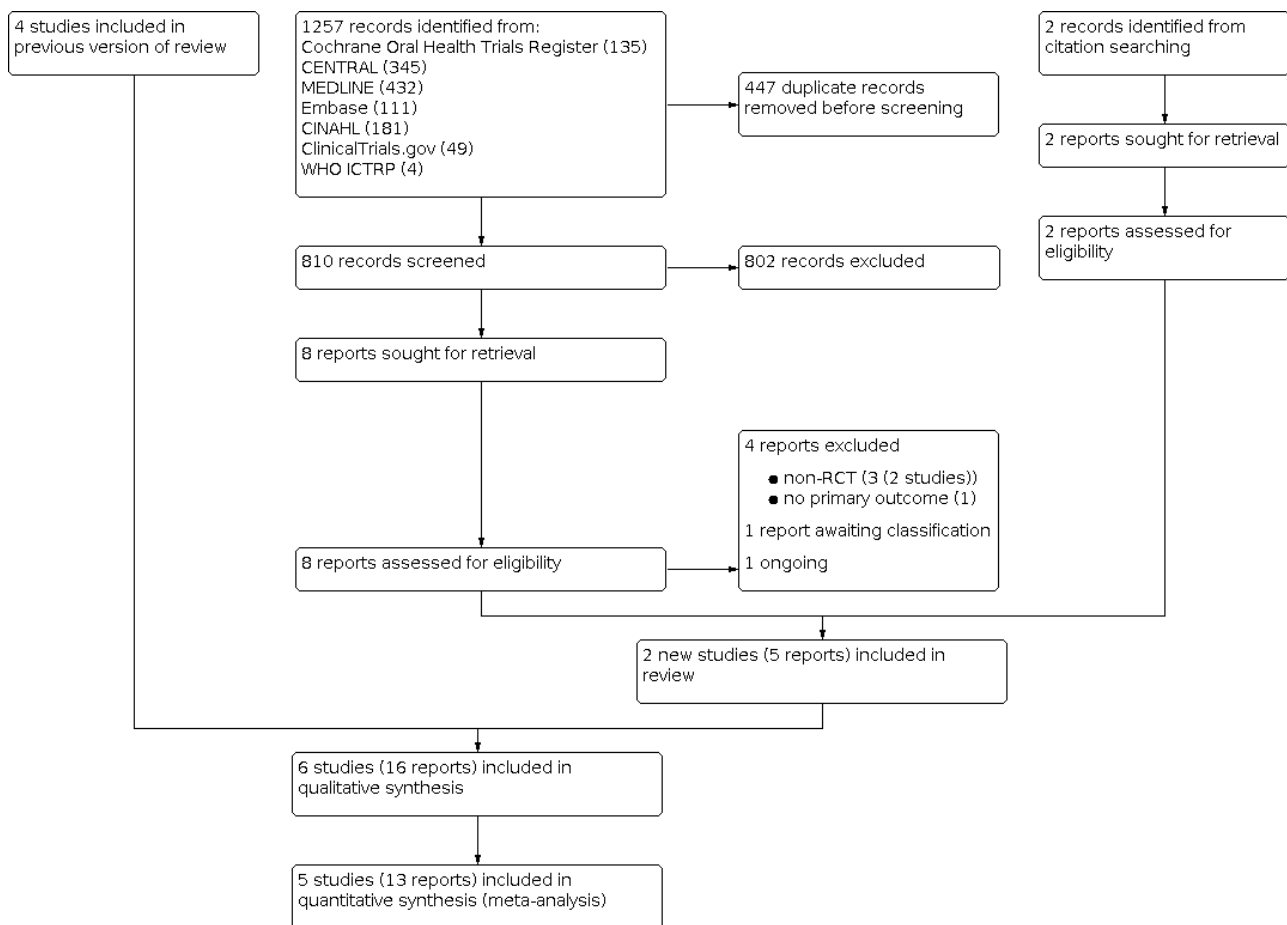 4 studies included in
previous version of review
1257 records identified from:
Cochrane Oral Health Trials Register (135)
CENTRAL (345)
MEDLINE (432)
Embase (111)
CINAHL (181)
ClinicalTrials.gov (49)
WHO ICTRP (4)
447 duplicate records
removed before screening
2 records identified from
citation searching
2 reports sought for retrieval
2 reports assessed for
eligibility
810 records screened
802 records excluded
8 reports sought for retrieval
4 reports excluded
● non-RCT (3 (2 studies))
● no primary outcome (1)
1 report awaiting classification
1 ongoing
8 reports assessed for eligibility
2 new studies (5 reports) included in
review
6 studies (16 reports) included in
qualitative synthesis
5 studies (13 reports) included in
quantitative synthesis (meta-analysis)